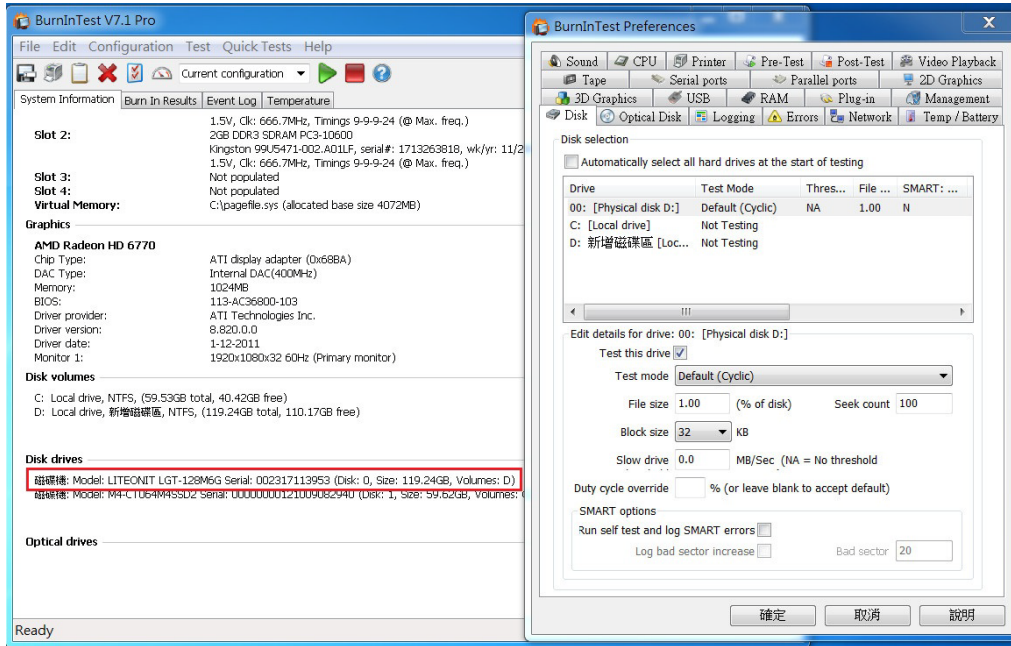 BurnInTest V7.1 Pro
File Edit Configuration Test Quick Tests Help
Current configuration
System Information Burn In Results Event Log Temperature
1.5V, Clk: 666.7MHz, Timings 9-9-9-24 (@ Max. freq.)
Slot 2: 2GB DDR3 SDRAM PC3-10600
Kingston 99U5471-002.A01LF, serial#: 1713263818, wk/yr: 11/2
1.5V, Clk: 666.7MHz, Timings 9-9-9-24 (@ Max. freq.)
Slot 3: Not populated
Slot 4: Not populated
Virtual Memory: C:\pagefile.sys (allocated base size 4072MB)
Graphics
AMD Radeon HD 6770
Chip Type: ATI display adapter (0x68BA)
DAC Type: Internal DAC(400MHz)
Memory: 1024MB
BIOS: 113-AC36800-103
Driver provider: ATI Technologies Inc.
Driver version: 8.820.0.0
Driver date: 1-12-2011
Monitor 1: 1920x1080x32 60Hz (Primary monitor)
Disk volumes
C: Local drive, NTFS, (59.53GB total, 40.42GB free)
D: Local drive, 新增磁碟區, NTFS, (119.24GB total, 110.17GB free)
Disk drives
磁碟機: Model: LITEONIT LGT-128M6G Serial: 002317113953 (Disk: 0, Size: 119.24GB, Volumes: D)
磁碟機: Model: M4-CT064M4SSD2 Serial: 00000000121009082940 (Disk: 1, Size: 59.62GB, Volumes:
Optical drives
Ready
BurnInTest Preferences
Sound CPU Printer Pre-Test Post-Test Video Playback
Tape Serial ports Parallel ports 2D Graphics
3D Graphics USB RAM Plug-in Management
Disk Optical Disk Logging Errors Network Temp / Battery
Disk selection
Automatically select all hard drives at the start of testing
Drive Test Mode Thres... File ... SMART: ...
00: [Physical disk D:] Default (Cyclic) NA 1.00 N
C: [Local drive] Not Testing
D: 新增磁碟區 [Loc... Not Testing
Edit details for drive: 00: [Physical disk D:]
Test this drive
Test mode Default (Cyclic)
File size 1.00 (% of disk) Seek count 100
Block size 32 KB
Slow drive 0.0 MB/Sec (NA = No threshold
Duty cycle override % (or leave blank to accept default)
SMART options
Run self test and log SMART errors
Log bad sector increase Bad sector 20
確定 取消 說明